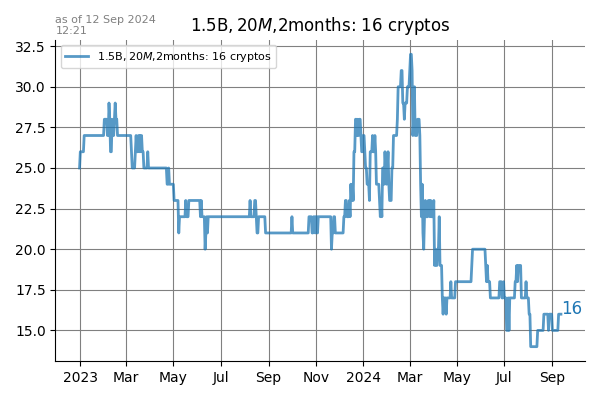 as of 12 Sep 2024
12:21
1.5B, 20M,2months: 16 cryptos
1.5B, 20M,2months: 16 cryptos
32.5
30.0
27.5
25.0
22.5
20.0
17.5
15.0
16
2023 Mar May Jul Sep Nov 2024 Mar May Jul Sep